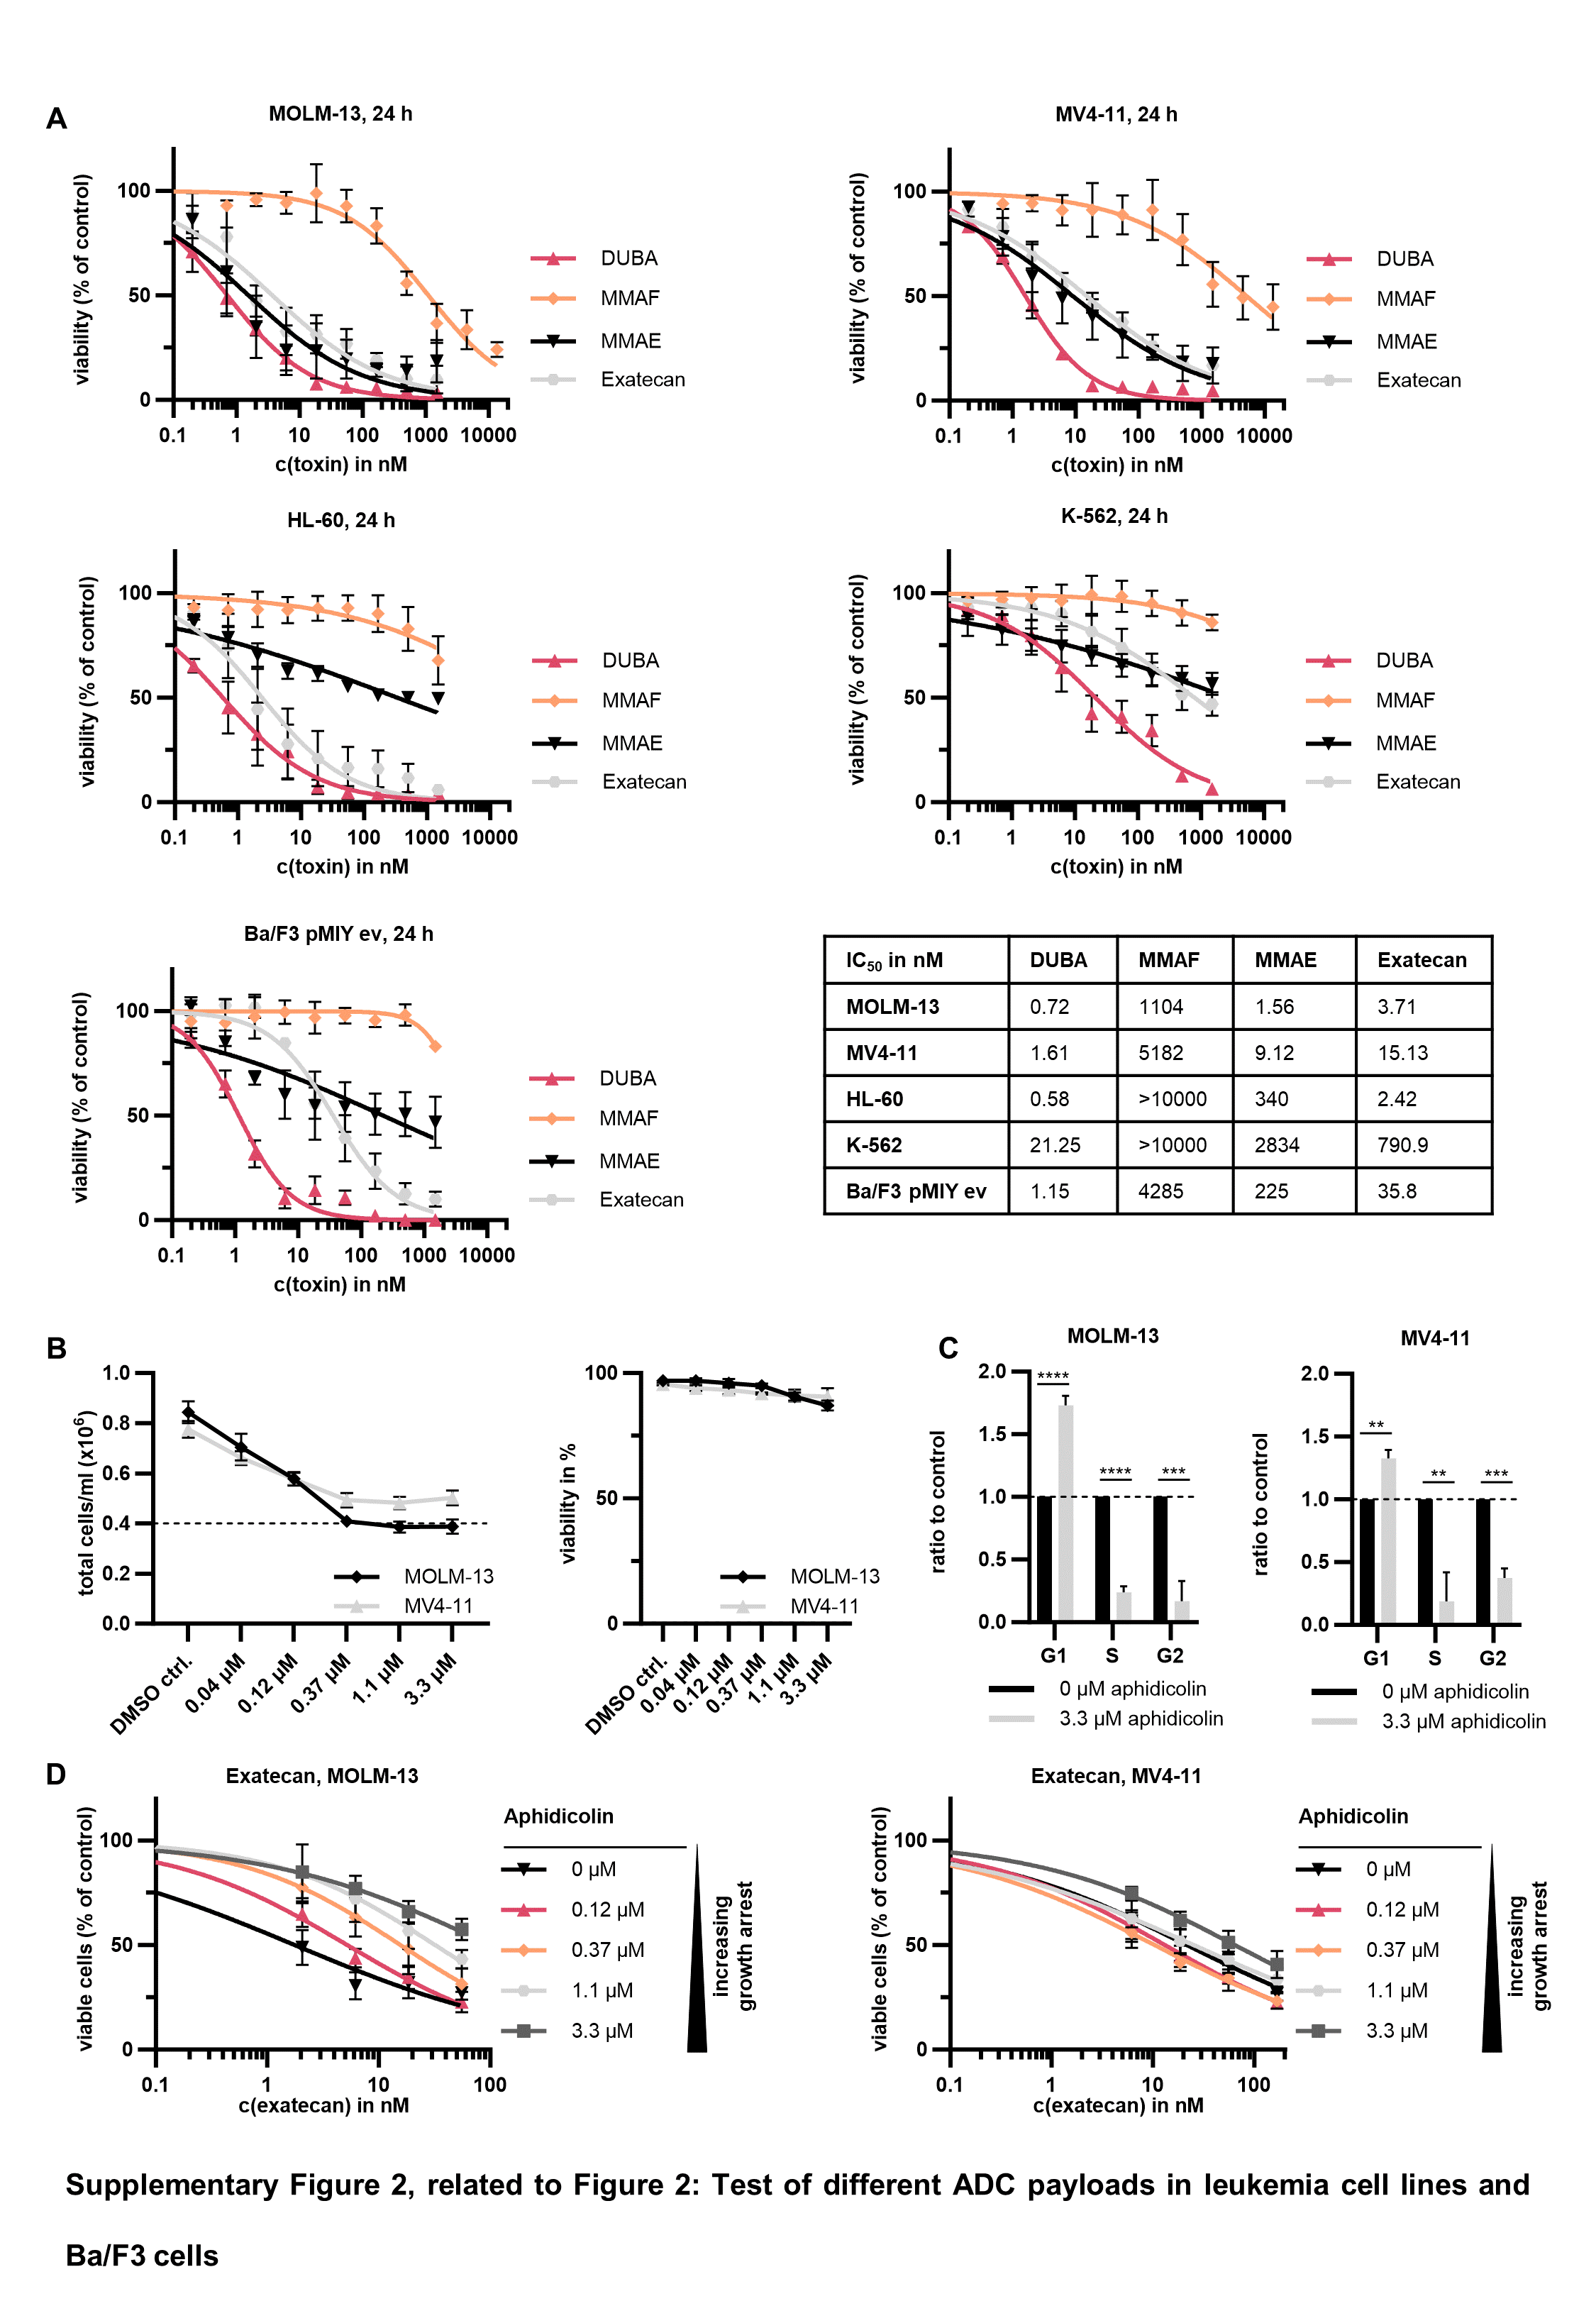 A
MOLM-13, 24 h
viability (% of control)
100
50
0
0.1 1 10 100 1000 10000
c(toxin) in nM
DUBA
MMAF
MMAE
Exatecan
MV4-11, 24 h
viability (% of control)
100
50
0
0.1 1 10 100 1000 10000
c(toxin) in nM
DUBA
MMAF
MMAE
Exatecan
HL-60, 24 h
viability (% of control)
100
50
0
0.1 1 10 100 1000 10000
c(toxin) in nM
DUBA
MMAF
MMAE
Exatecan
K-562, 24 h
viability (% of control)
100
50
0
0.1 1 10 100 1000 10000
c(toxin) in nM
DUBA
MMAF
MMAE
Exatecan
Ba/F3 pMIY ev, 24 h
viability (% of control)
100
50
0
0.1 1 10 100 1000 10000
c(toxin) in nM
DUBA
MMAF
MMAE
Exatecan
IC50 in nM DUBA MMAF MMAE Exatecan
MOLM-13 0.72 1104 1.56 3.71
MV4-11 1.61 5182 9.12 15.13
HL-60 0.58 >10000 340 2.42
K-562 21.25 >10000 2834 790.9
Ba/F3 pMIY ev 1.15 4285 225 35.8
B
total cells/ml (x10⁶)
1.0
0.8
0.6
0.4
0.2
0.0
MOLM-13
MV4-11
DMSO ctrl. 0.04 µM 0.12 µM 0.37 µM 1.1 µM 3.3 µM
viability in %
100
50
0
MOLM-13
MV4-11
DMSO ctrl. 0.04 µM 0.12 µM 0.37 µM 1.1 µM 3.3 µM
C
MOLM-13
ratio to control
2.0
1.5
1.0
0.5
0.0
**** **** ***
G1 S G2
0 µM aphidicolin
3.3 µM aphidicolin
MV4-11
ratio to control
2.0
1.5
1.0
0.5
0.0
** ** ***
G1 S G2
0 µM aphidicolin
3.3 µM aphidicolin
D
Exatecan, MOLM-13
viable cells (% of control)
100
50
0
0.1 1 10 100
c(exatecan) in nM
Aphidicolin
0 µM
0.12 µM
0.37 µM
1.1 µM
3.3 µM
increasing
growth arrest
Exatecan, MV4-11
viable cells (% of control)
100
50
0
0.1 1 10 100
c(exatecan) in nM
Aphidicolin
0 µM
0.12 µM
0.37 µM
1.1 µM
3.3 µM
increasing
growth arrest
Supplementary Figure 2, related to Figure 2: Test of different ADC payloads in leukemia cell lines and
Ba/F3 cells